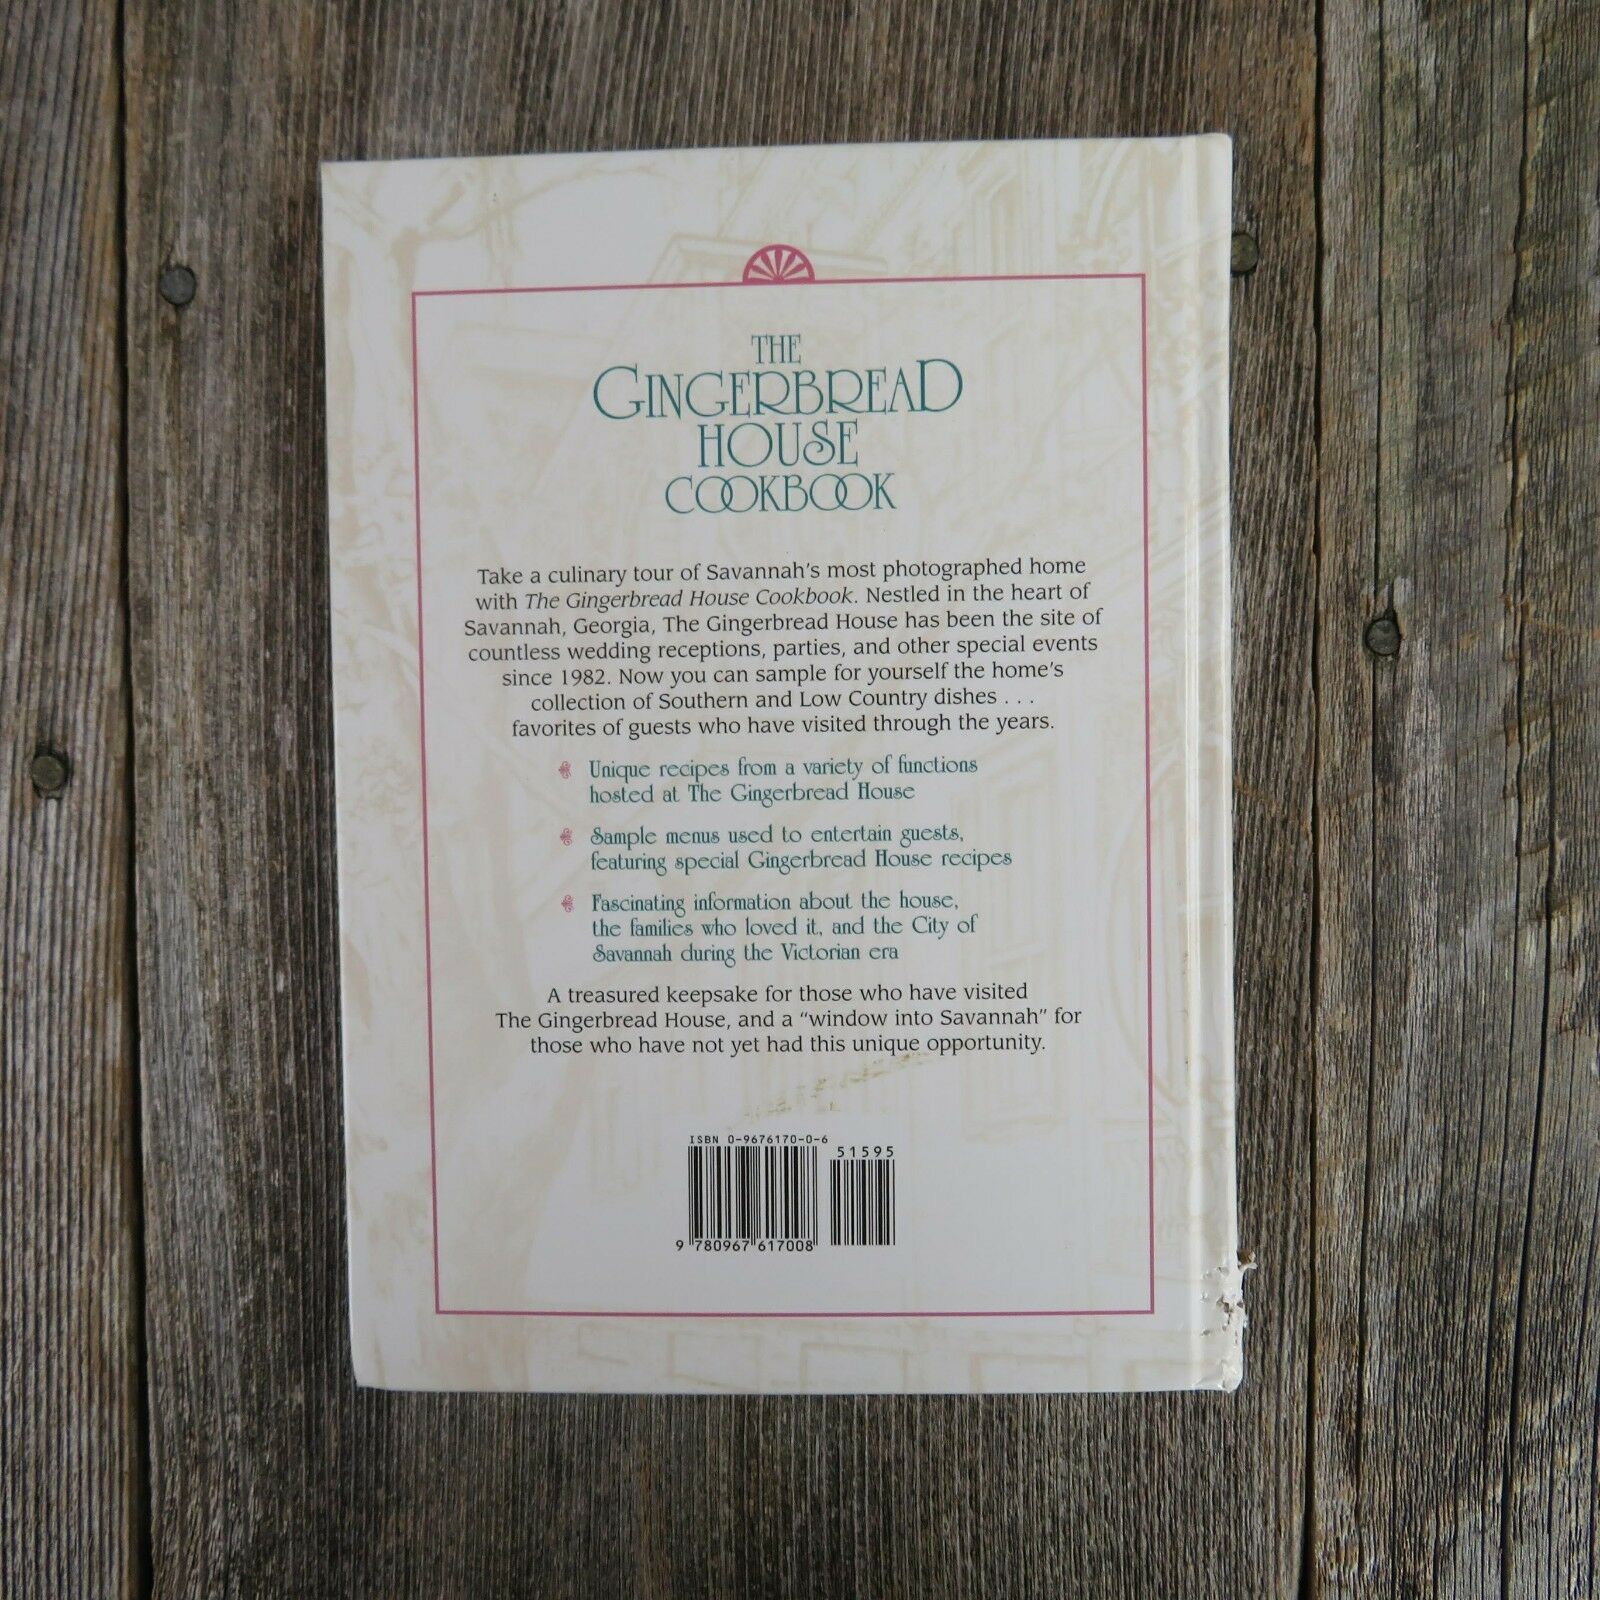 THE
GINGERBREAD
HOUSE
COOKBOOK
Take a culinary tour of Savannah's most photographed home
with The Gingerbread House Cookbook. Nestled in the heart of
Savannah, Georgia, The Gingerbread House has been the site of
countless wedding receptions, parties, and other special events
since 1982. Now you can sample for yourself the home's
collection of Southern and Low Country dishes . . .
favorites of guests who have visited through the years.
Unique recipes from a variety of functions
hosted at The Gingerbread House
Sample menus used to entertain guests,
featuring special Gingerbread House recipes
Fascinating information about the house,
the families who loved it, and the City of
Savannah during the Victorian era
A treasured keepsake for those who have visited
The Gingerbread House, and a “window into Savannah” for
those who have not yet had this unique opportunity.
ISBN 0-9676170-0-6
51595
9 780967 617008